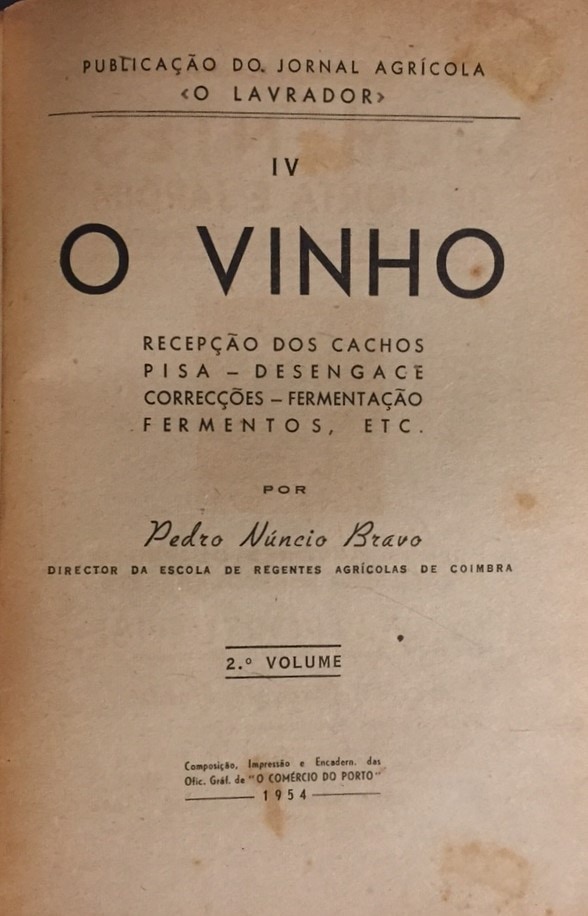 PUBLICAÇÃO DO JORNAL AGRÍCOLA
<O LAVRADOR>
IV
O VINHO
RECEPÇÃO DOS CACHOS
PISA – DESENGACE
CORRECÇÕES – FERMENTAÇÃO
FERMENTOS, ETC.
POR
Pedro Núncio Bravo
DIRECTOR DA ESCOLA DE REGENTES AGRÍCOLAS DE COIMBRA
2.º VOLUME
Composição, Impressão e Encadern. das
Ofic. Gráf. de "O COMÉRCIO DO PORTO"
1954